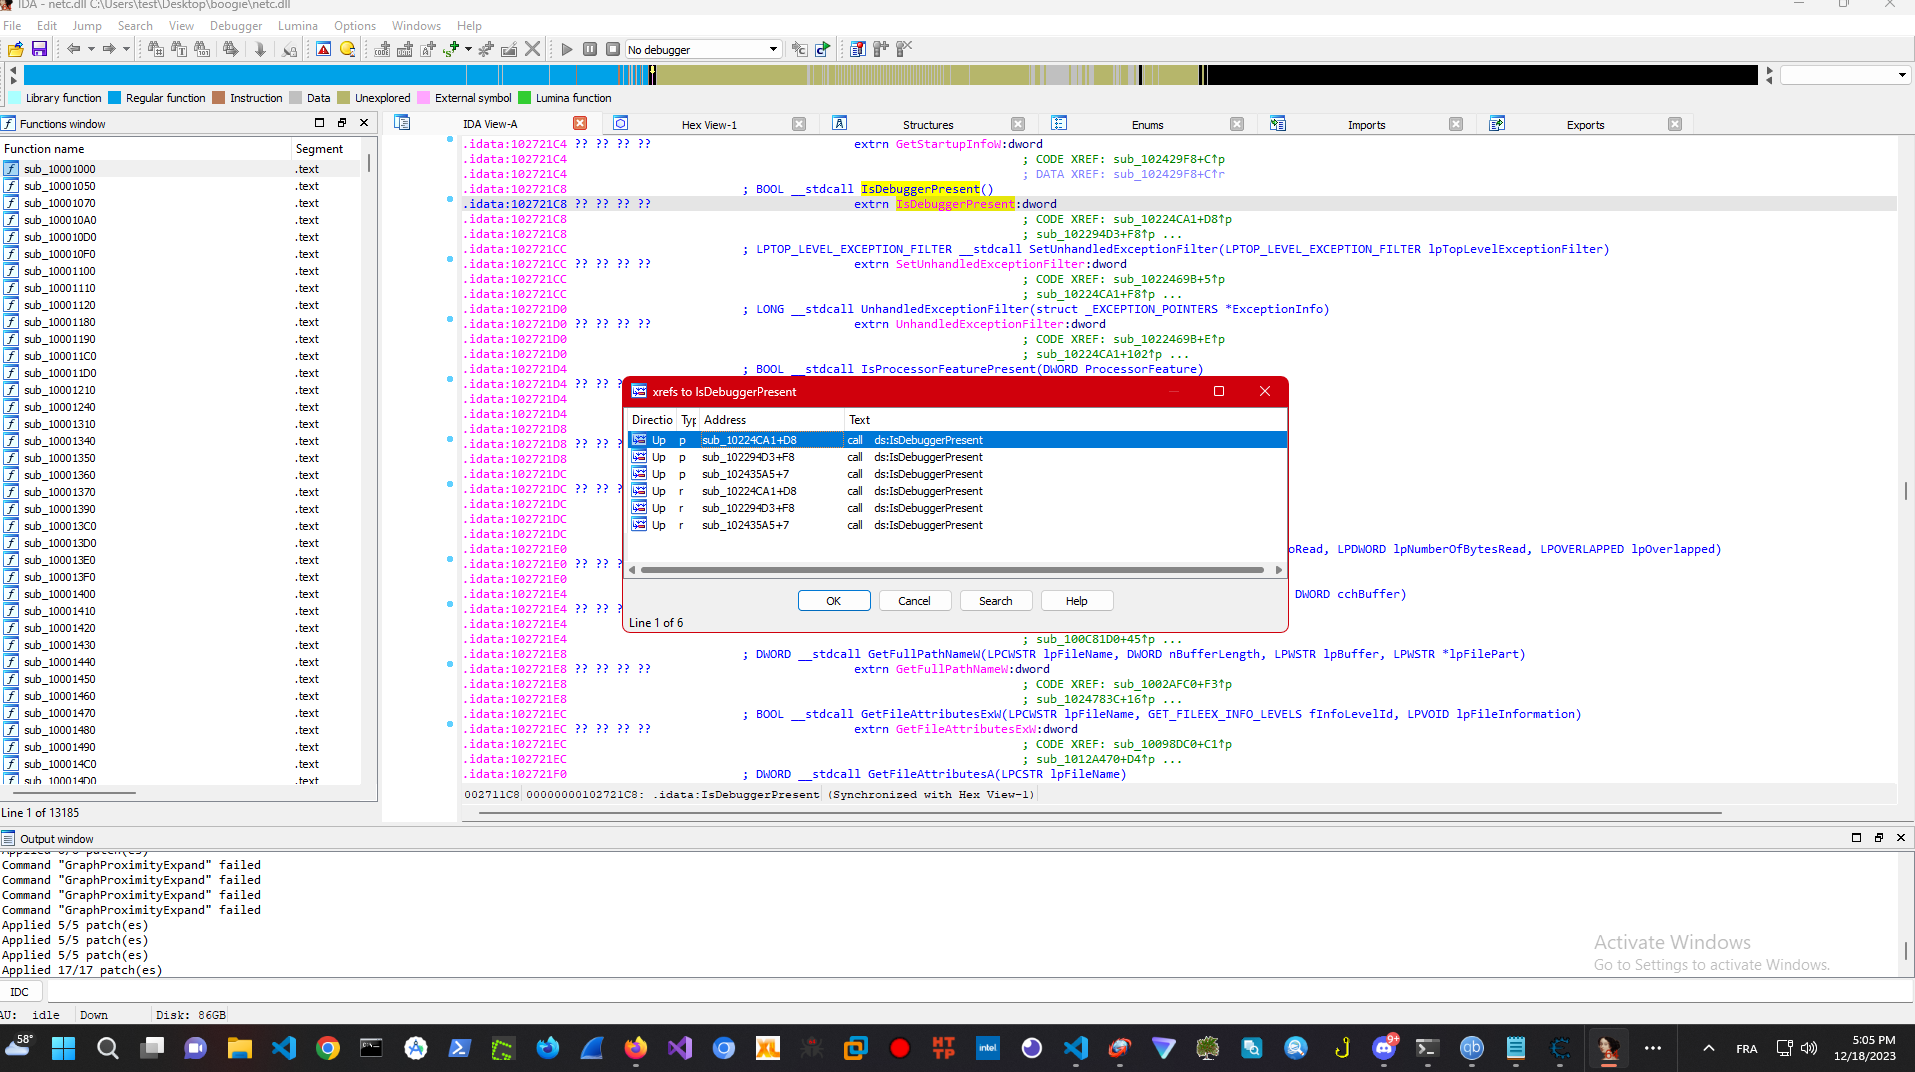 IDA - netc.dll C:\Users\test\Desktop\boogie\netc.dll
File Edit Jump Search View Debugger Lumina Options Windows Help
No debugger
Library function Regular function Instruction Data Unexplored External symbol Lumina function
Functions window
IDA View-A Hex View-1 Structures Enums Imports Exports
Function name Segment
sub_10001000 .text
sub_10001050 .text
sub_10001070 .text
sub_100010A0 .text
sub_100010D0 .text
sub_100010F0 .text
sub_10001100 .text
sub_10001110 .text
sub_10001120 .text
sub_10001180 .text
sub_10001190 .text
sub_100011C0 .text
sub_100011D0 .text
sub_10001210 .text
sub_10001240 .text
sub_10001310 .text
sub_10001340 .text
sub_10001350 .text
sub_10001360 .text
sub_10001370 .text
sub_10001390 .text
sub_100013C0 .text
sub_100013D0 .text
sub_100013E0 .text
sub_100013F0 .text
sub_10001400 .text
sub_10001410 .text
sub_10001420 .text
sub_10001430 .text
sub_10001440 .text
sub_10001450 .text
sub_10001460 .text
sub_10001470 .text
sub_10001480 .text
sub_10001490 .text
sub_100014C0 .text
sub_100014D0 .text
Line 1 of 13185
.idata:102721C4 ?? ?? ?? ?? extrn GetStartupInfoW:dword
.idata:102721C4 ; CODE XREF: sub_102429F8+C↑p
.idata:102721C4 ; DATA XREF: sub_102429F8+C↑r
.idata:102721C8 ; BOOL __stdcall IsDebuggerPresent()
.idata:102721C8 ?? ?? ?? ?? extrn IsDebuggerPresent:dword
.idata:102721C8 ; CODE XREF: sub_10224CA1+D8↑p
.idata:102721C8 ; sub_102294D3+F8↑p ...
.idata:102721CC ; LPTOP_LEVEL_EXCEPTION_FILTER __stdcall SetUnhandledExceptionFilter(LPTOP_LEVEL_EXCEPTION_FILTER lpTopLevelExceptionFilter)
.idata:102721CC ?? ?? ?? ?? extrn SetUnhandledExceptionFilter:dword
.idata:102721CC ; CODE XREF: sub_1022469B+5↑p
.idata:102721CC ; sub_10224CA1+F8↑p ...
.idata:102721D0 ; LONG __stdcall UnhandledExceptionFilter(struct _EXCEPTION_POINTERS *ExceptionInfo)
.idata:102721D0 ?? ?? ?? ?? extrn UnhandledExceptionFilter:dword
.idata:102721D0 ; CODE XREF: sub_1022469B+E↑p
.idata:102721D0 ; sub_10224CA1+102↑p ...
.idata:102721D4 ; BOOL __stdcall IsProcessorFeaturePresent(DWORD ProcessorFeature)
.idata:102721D4 ?? ?? ?
.idata:102721D4
.idata:102721D4
.idata:102721D8
.idata:102721D8 ?? ?? ?
.idata:102721D8
.idata:102721DC
.idata:102721DC ?? ?? ?
.idata:102721DC
.idata:102721DC
.idata:102721DC
.idata:102721E0 oRead, LPDWORD lpNumberOfBytesRead, LPOVERLAPPED lpOverlapped)
.idata:102721E0 ?? ?? ?
.idata:102721E0
.idata:102721E4 DWORD cchBuffer)
.idata:102721E4 ?? ?? ?
.idata:102721E4
.idata:102721E4 ; sub_100C81D0+45↑p ...
.idata:102721E8 ; DWORD __stdcall GetFullPathNameW(LPCWSTR lpFileName, DWORD nBufferLength, LPWSTR lpBuffer, LPWSTR *lpFilePart)
.idata:102721E8 ?? ?? ?? ?? extrn GetFullPathNameW:dword
.idata:102721E8 ; CODE XREF: sub_1002AFC0+F3↑p
.idata:102721E8 ; sub_1024783C+16↑p ...
.idata:102721EC ; BOOL __stdcall GetFileAttributesExW(LPCWSTR lpFileName, GET_FILEEX_INFO_LEVELS fInfoLevelId, LPVOID lpFileInformation)
.idata:102721EC ?? ?? ?? ?? extrn GetFileAttributesExW:dword
.idata:102721EC ; CODE XREF: sub_10098DC0+C1↑p
.idata:102721EC ; sub_1012A470+D4↑p ...
.idata:102721F0 ; DWORD __stdcall GetFileAttributesA(LPCSTR lpFileName)
002711C8 00000000102721C8: .idata:IsDebuggerPresent (Synchronized with Hex View-1)
xrefs to IsDebuggerPresent
Directio Typ Address Text
Up p sub_10224CA1+D8 call ds:IsDebuggerPresent
Up p sub_102294D3+F8 call ds:IsDebuggerPresent
Up p sub_102435A5+7 call ds:IsDebuggerPresent
Up r sub_10224CA1+D8 call ds:IsDebuggerPresent
Up r sub_102294D3+F8 call ds:IsDebuggerPresent
Up r sub_102435A5+7 call ds:IsDebuggerPresent
OK Cancel Search Help
Line 1 of 6
Output window
Applied 6/6 patch(es)
Command "GraphProximityExpand" failed
Command "GraphProximityExpand" failed
Command "GraphProximityExpand" failed
Command "GraphProximityExpand" failed
Applied 5/5 patch(es)
Applied 5/5 patch(es)
Applied 5/5 patch(es)
Applied 17/17 patch(es)
Activate Windows
Go to Settings to activate Windows.
IDC
AU: idle Down Disk: 86GB
58°
XL
HT
TP
intel
9+
qb
FRA
5:05 PM
12/18/2023